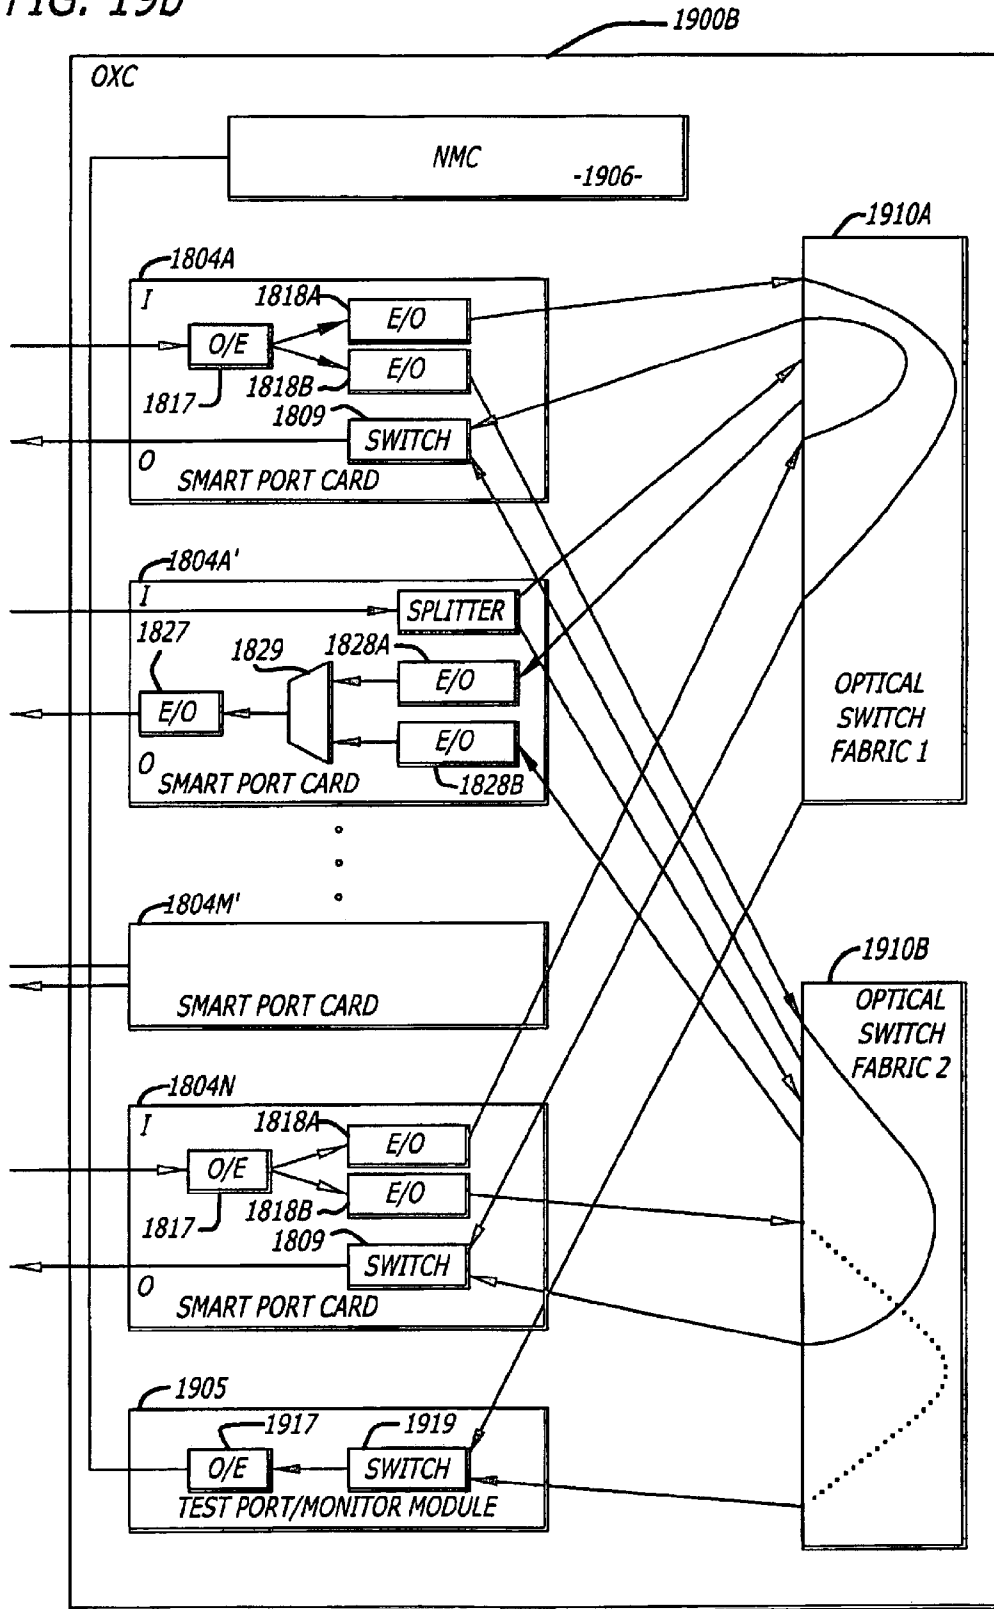 FIG. 19b
1900B
OXC
NMC
-1906-
1910A
1804A
I
1818A
E/O
O/E
E/O
1817
1818B
1809
SWITCH
O
SMART PORT CARD
1804A'
I
SPLITTER
1827
1829
1828A
E/O
E/O
E/O
O
SMART PORT CARD
1828B
OPTICAL
SWITCH
FABRIC 1
1804M'
SMART PORT CARD
1910B
OPTICAL
SWITCH
FABRIC 2
1804N
I
1818A
E/O
O/E
E/O
1817
1818B
1809
SWITCH
O
SMART PORT CARD
1905
1917
1919
O/E
SWITCH
TEST PORT/MONITOR MODULE